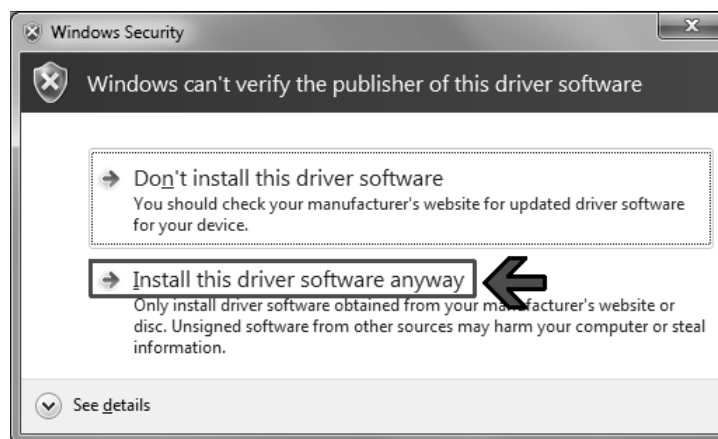 Windows Security
Windows can't verify the publisher of this driver software
Don't install this driver software
You should check your manufacturer's website for updated driver software
for your device.
Install this driver software anyway
Only install driver software obtained from your manufacturer's website or
disc. Unsigned software from other sources may harm your computer or steal
information.
See details